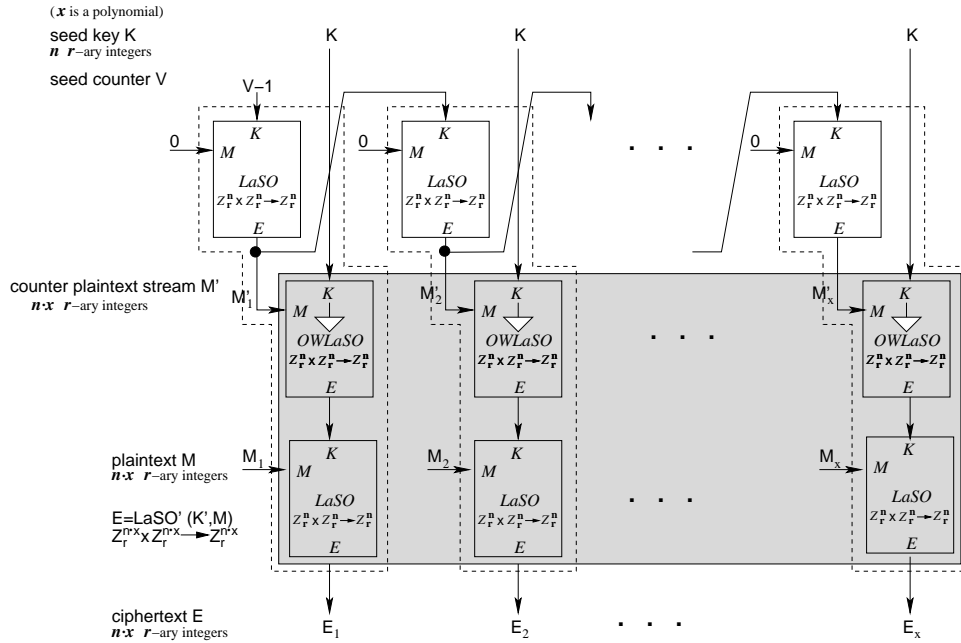 ( x is a polynomial)
seed key K
n r−ary integers
K K K
seed counter V
V−1
0 K M LaSO Z_r^n x Z_r^n → Z_r^n E
0 K M LaSO Z_r^n x Z_r^n → Z_r^n E
. . .
0 K M LaSO Z_r^n x Z_r^n → Z_r^n E
counter plaintext stream M'
n·x r−ary integers
M'_1 K M OWLaSO Z_r^n x Z_r^n → Z_r^n E
M'_2 K M OWLaSO Z_r^n x Z_r^n → Z_r^n E
. . .
M'_x K M OWLaSO Z_r^n x Z_r^n → Z_r^n E
plaintext M
n·x r−ary integers
M_1 K M LaSO Z_r^n x Z_r^n → Z_r^n E
M_2 K M LaSO Z_r^n x Z_r^n → Z_r^n E
. . .
M_x K M LaSO Z_r^n x Z_r^n → Z_r^n E
E=LaSO' (K',M)
Z_r^{n·x} x Z_r^{n·x} → Z_r^{n·x}
ciphertext E
n·x r−ary integers
E_1 E_2 . . . E_x